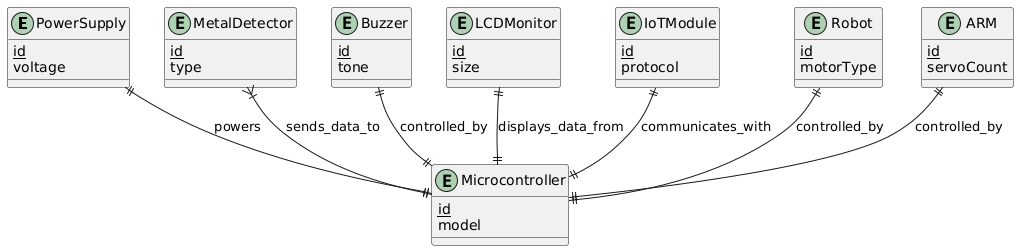 E PowerSupply
id
voltage
E MetalDetector
id
type
E Buzzer
id
tone
E LCDMonitor
id
size
E IoTModule
id
protocol
E Robot
id
motorType
E ARM
id
servoCount
powers
sends_data_to
controlled_by
displays_data_from
communicates_with
controlled_by
controlled_by
E Microcontroller
id
model